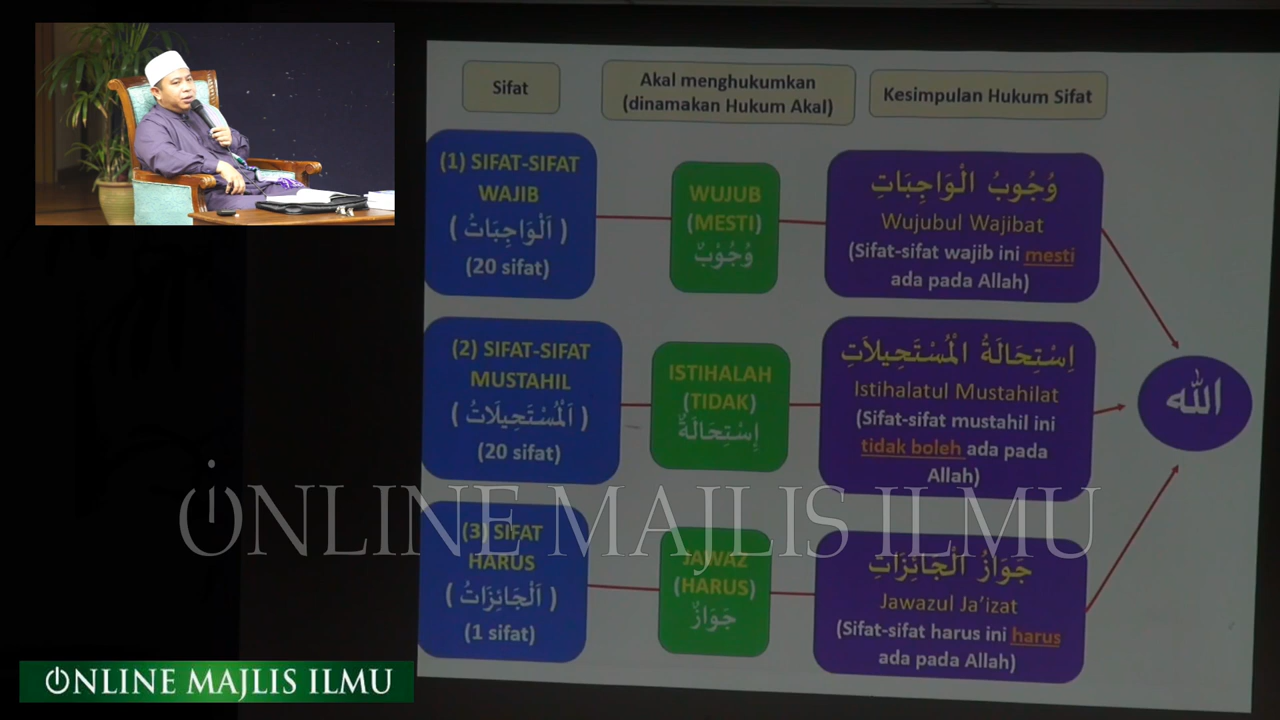 Sifat
Akal menghukumkan
(dinamakan Hukum Akal)
Kesimpulan Hukum Sifat
(1) SIFAT-SIFAT
WAJIB
( اَلْوَاجِبَاتُ )
(20 sifat)
WUJUB
(MESTI)
وُجُوْبٌ
وُجُوبُ الْوَاجِبَاتِ
Wujubul Wajibat
(Sifat-sifat wajib ini mesti
ada pada Allah)
(2) SIFAT-SIFAT
MUSTAHIL
( اَلْمُسْتَحِيلَاتُ )
(20 sifat)
ISTIHALAH
(TIDAK)
إِسْتِحَالَةٌ
اِسْتِحَالَةُ الْمُسْتَحِيلاَتِ
Istihalatul Mustahilat
(Sifat-sifat mustahil ini
tidak boleh ada pada
Allah)
الله
(3) SIFAT
HARUS
( اَلْجَائِزَاتُ )
(1 sifat)
JAWAZ
(HARUS)
جَوَازٌ
جَوَازُ الْجَائِزَاتِ
Jawazul Ja’izat
(Sifat-sifat harus ini harus
ada pada Allah)
ONLINE MAJLIS ILMU
ONLINE MAJLIS ILMU